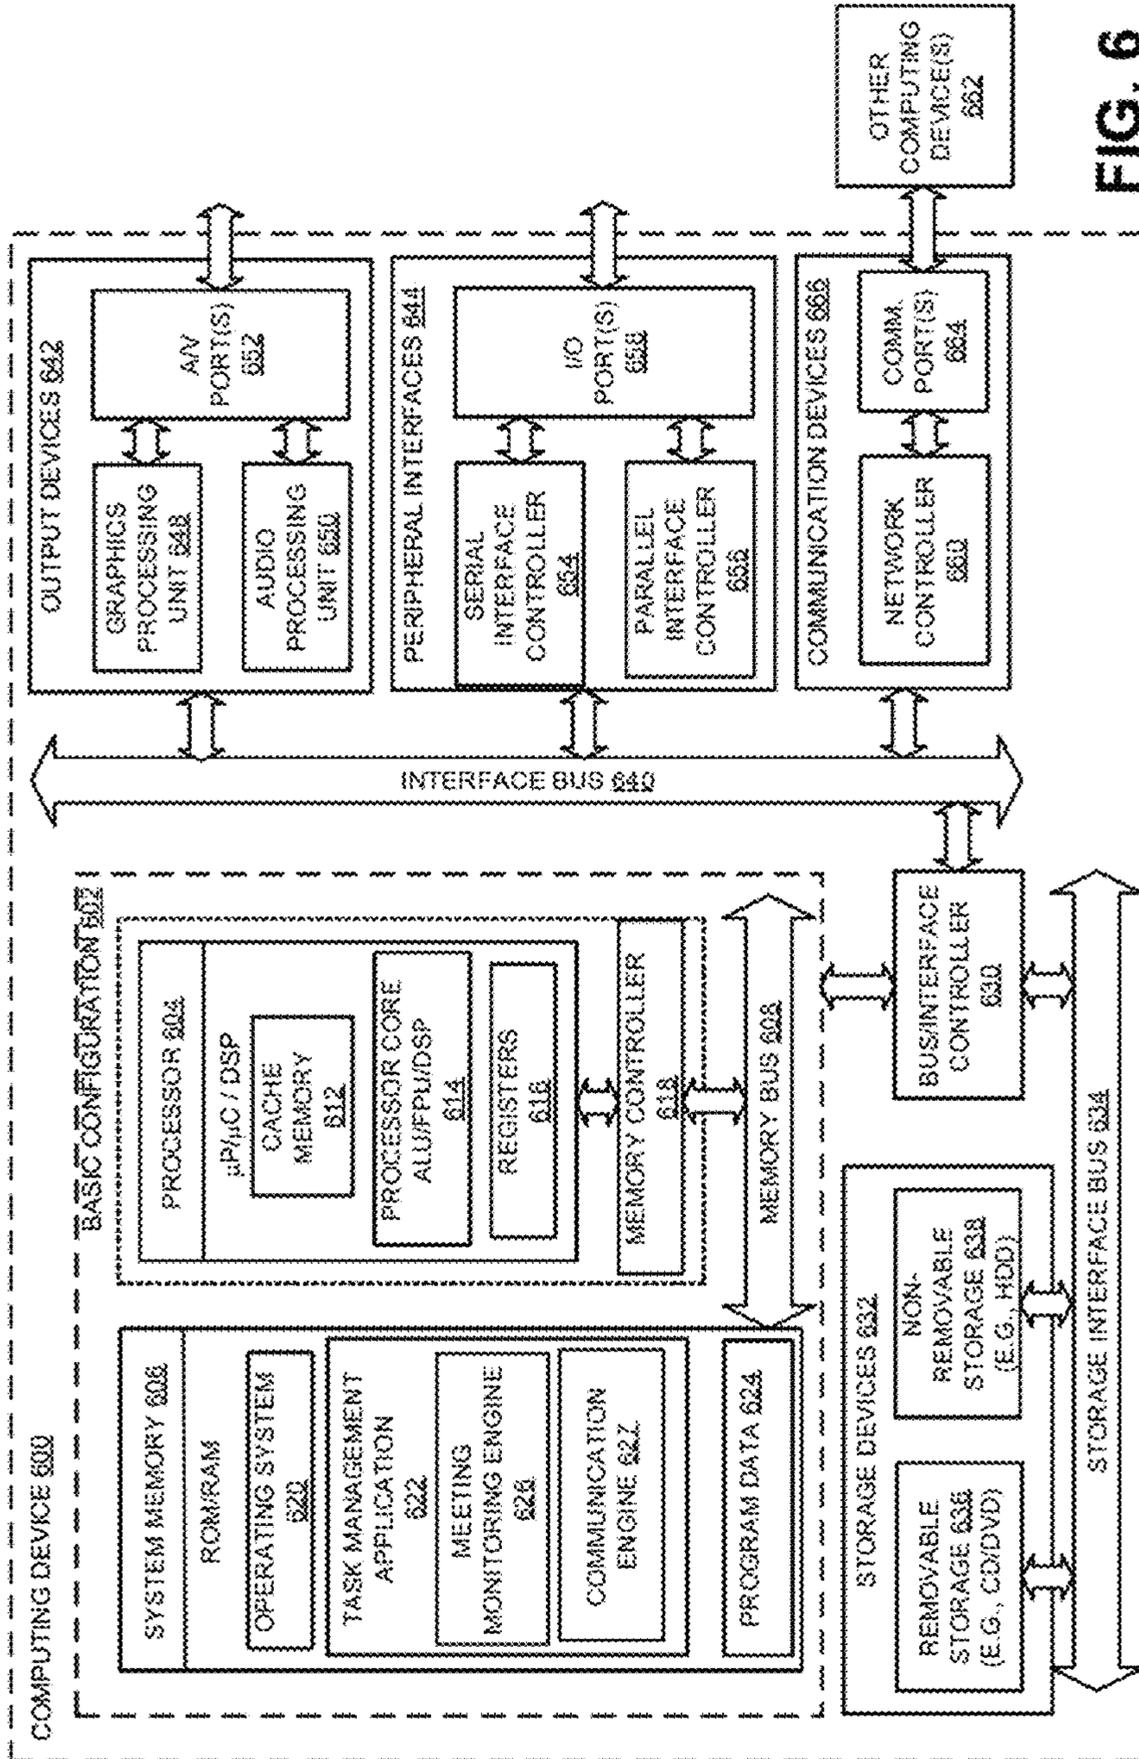 COMPUTING DEVICE 600
BASIC CONFIGURATION 602
SYSTEM MEMORY 606
ROM/RAM
OPERATING SYSTEM
620
TASK MANAGEMENT
APPLICATION
622
MEETING
MONITORING ENGINE
626
COMMUNICATION
ENGINE 627
PROGRAM DATA 624
PROCESSOR 604
µP/µC / DSP
CACHE
MEMORY
612
PROCESSOR CORE
ALU/FPU/DSP
614
REGISTERS
616
MEMORY CONTROLLER
618
MEMORY BUS 608
BUS/INTERFACE
CONTROLLER
630
STORAGE DEVICES 632
REMOVABLE
STORAGE 636
(E.G., CD/DVD)
NON-
REMOVABLE
STORAGE 638
(E.G., HDD)
STORAGE INTERFACE BUS 634
INTERFACE BUS 640
OUTPUT DEVICES 642
GRAPHICS
PROCESSING
UNIT 648
AUDIO
PROCESSING
UNIT 650
A/V
PORT(S)
652
PERIPHERAL INTERFACES 644
SERIAL
INTERFACE
CONTROLLER
654
PARALLEL
INTERFACE
CONTROLLER
656
I/O
PORT(S)
658
COMMUNICATION DEVICES 666
NETWORK
CONTROLLER
660
COMM.
PORT(S)
664
OTHER
COMPUTING
DEVICE(S)
662
FIG. 6